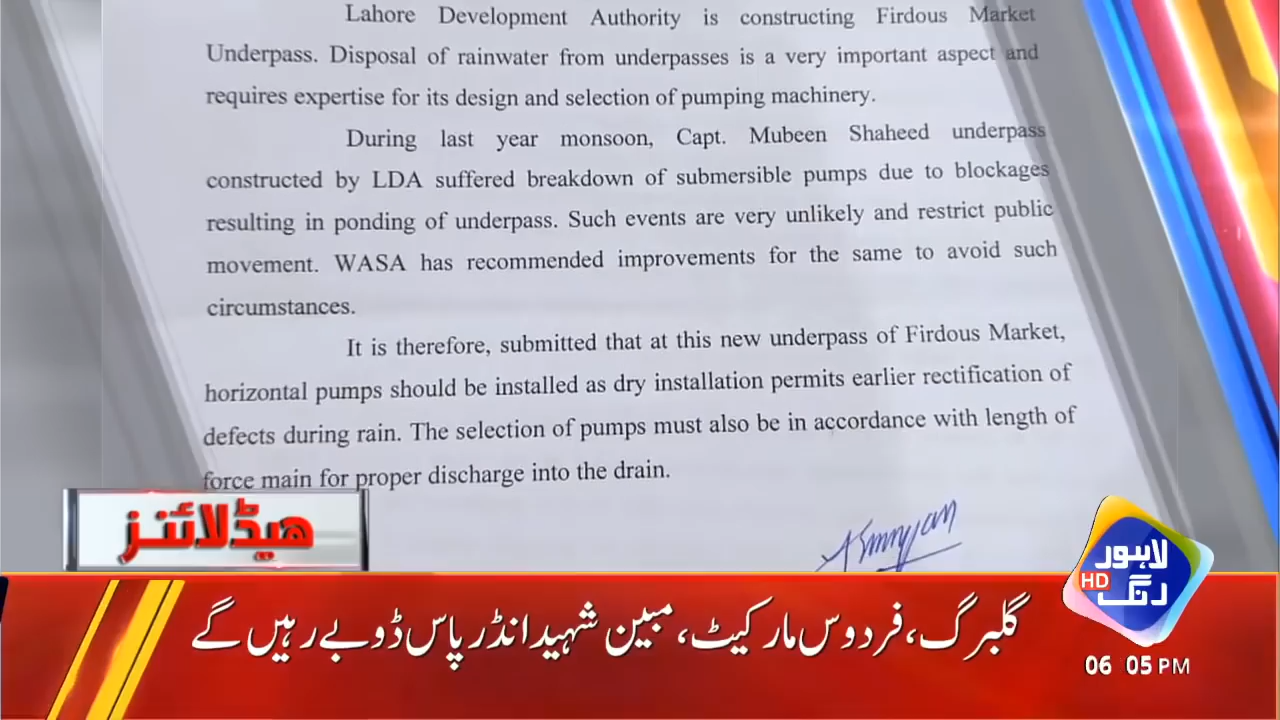 Lahore Development Authority is constructing Firdous Market
Underpass. Disposal of rainwater from underpasses is a very important aspect and
requires expertise for its design and selection of pumping machinery.
During last year monsoon, Capt. Mubeen Shaheed underpass
constructed by LDA suffered breakdown of submersible pumps due to blockages
resulting in ponding of underpass. Such events are very unlikely and restrict public
movement. WASA has recommended improvements for the same to avoid such
circumstances.
It is therefore, submitted that at this new underpass of Firdous Market,
horizontal pumps should be installed as dry installation permits earlier rectification of
defects during rain. The selection of pumps must also be in accordance with length of
force main for proper discharge into the drain.
ہیڈلائنز
لاہور
HD
رنگ
گلبرگ، فردوس مارکیٹ، مبین شہید انڈر پاس ڈوبے رہیں گے
06 05 PM